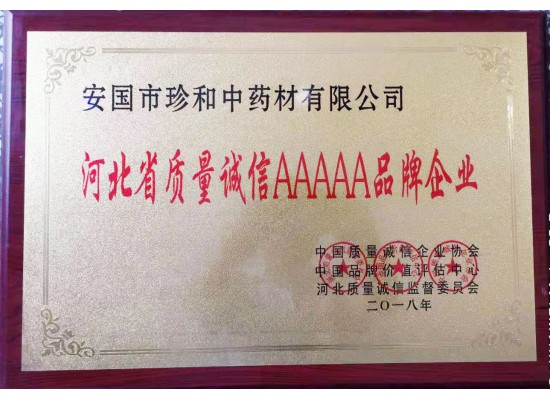 安国市珍和中药材有限公司
河北省质量诚信AAAAA品牌企业
中国质量诚信企业协会
中国品牌价值评估中心
河北质量诚信监督委员会
二〇一八年